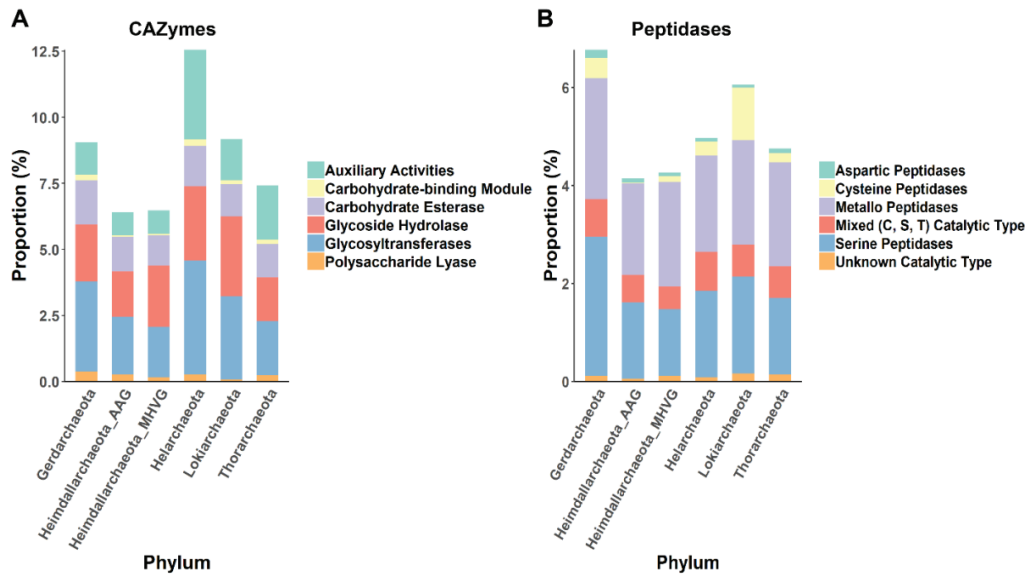 A
CAZymes
Proportion (%)
12.5
10.0
7.5
5.0
2.5
0.0
Auxiliary Activities
Carbohydrate-binding Module
Carbohydrate Esterase
Glycoside Hydrolase
Glycosyltransferases
Polysaccharide Lyase
Gerdarchaeota
Heimdallarchaeota_AAG
Heimdallarchaeota_MHVG
Helarchaeota
Lokiarchaeota
Thorarchaeota
Phylum
B
Peptidases
Proportion (%)
6
4
2
0
Aspartic Peptidases
Cysteine Peptidases
Metallo Peptidases
Mixed (C, S, T) Catalytic Type
Serine Peptidases
Unknown Catalytic Type
Gerdarchaeota
Heimdallarchaeota_AAG
Heimdallarchaeota_MHVG
Helarchaeota
Lokiarchaeota
Thorarchaeota
Phylum